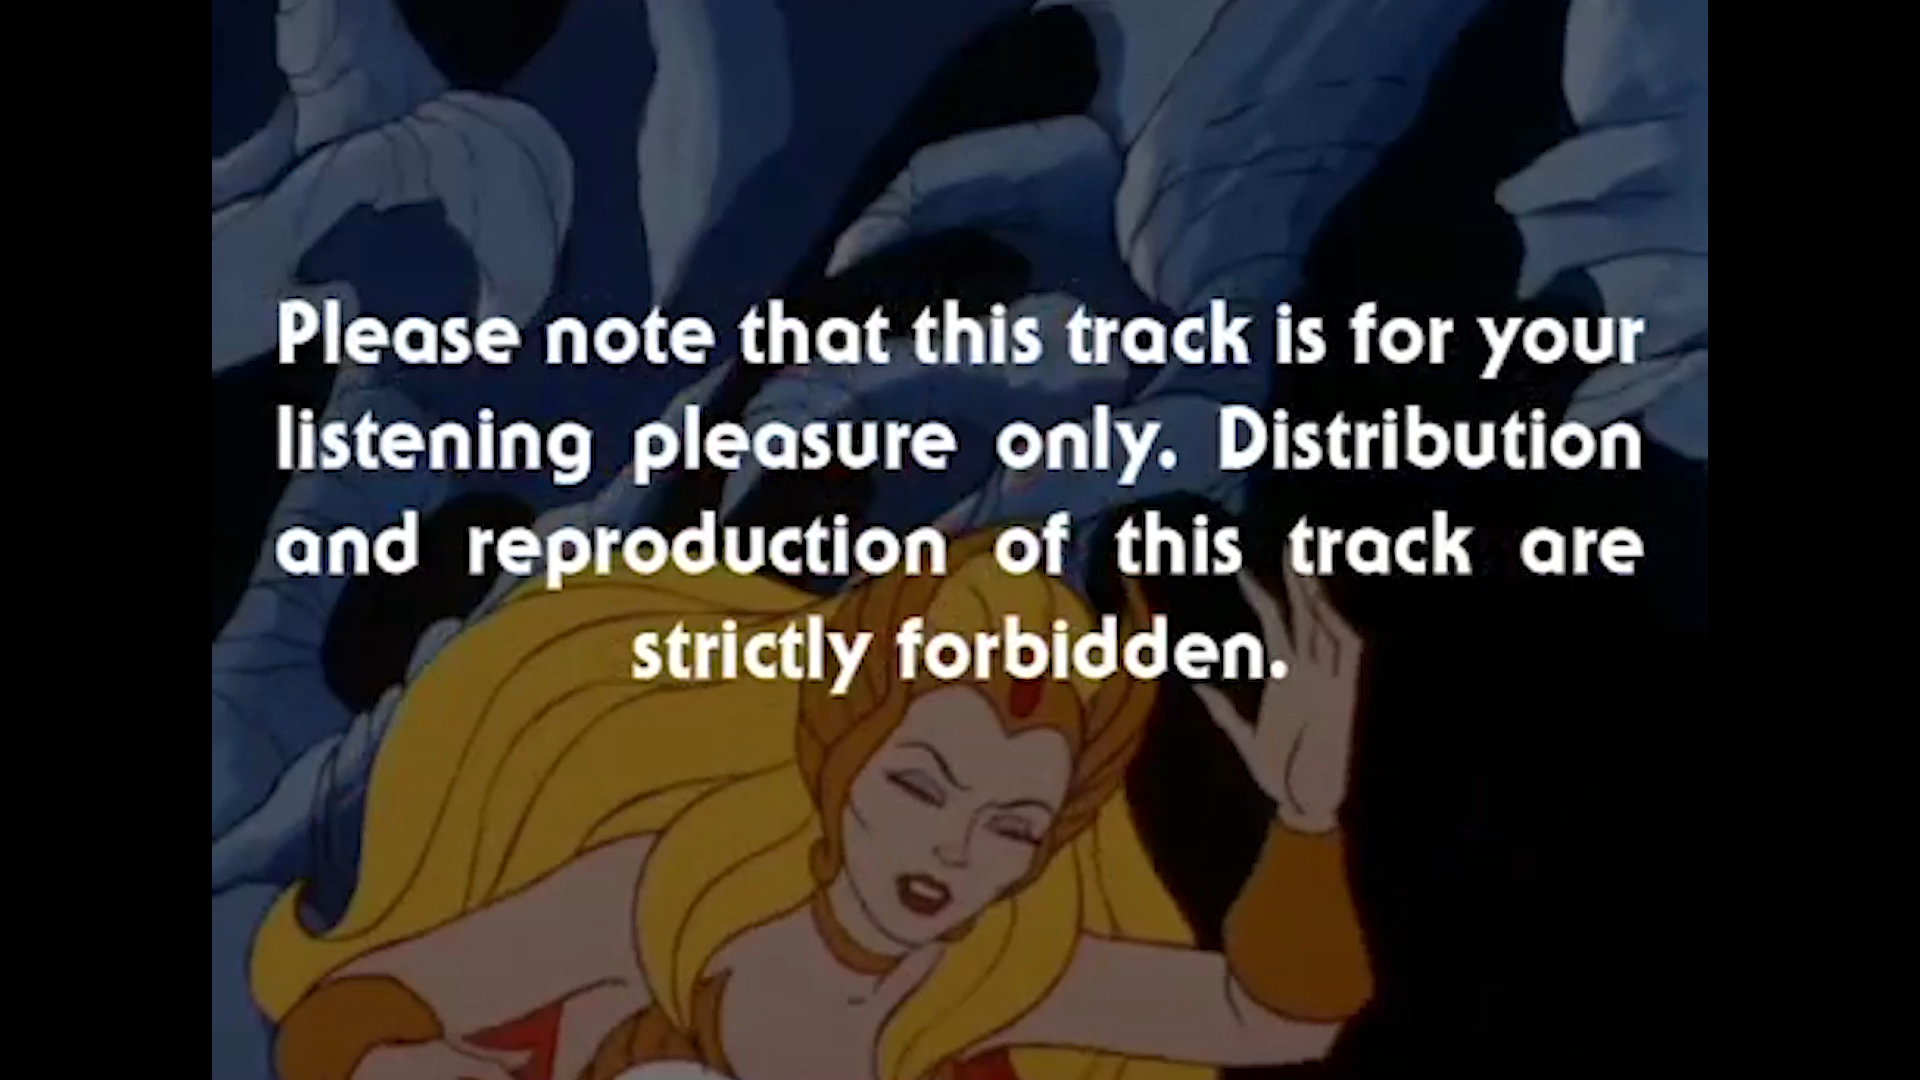 Please note that this track is for your
listening pleasure only. Distribution
and reproduction of this track are
strictly forbidden.